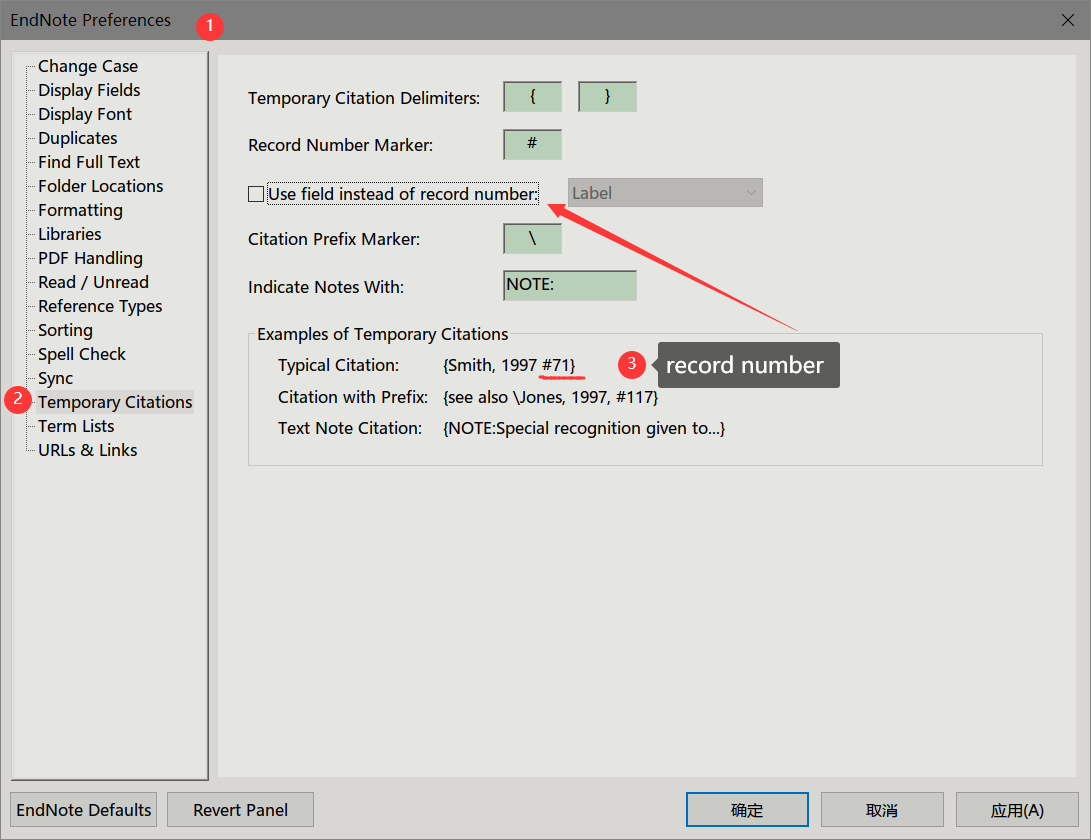 EndNote Preferences
1
Change Case
Display Fields
Display Font
Duplicates
Find Full Text
Folder Locations
Formatting
Libraries
PDF Handling
Read / Unread
Reference Types
Sorting
Spell Check
Sync
2 Temporary Citations
Term Lists
URLs & Links
Temporary Citation Delimiters: { }
Record Number Marker: #
Use field instead of record number: Label
Citation Prefix Marker: \
Indicate Notes With: NOTE:
Examples of Temporary Citations
Typical Citation: {Smith, 1997 #71} 3 record number
Citation with Prefix: {see also \Jones, 1997, #117}
Text Note Citation: {NOTE:Special recognition given to...}
EndNote Defaults Revert Panel 确定 取消 应用(A)